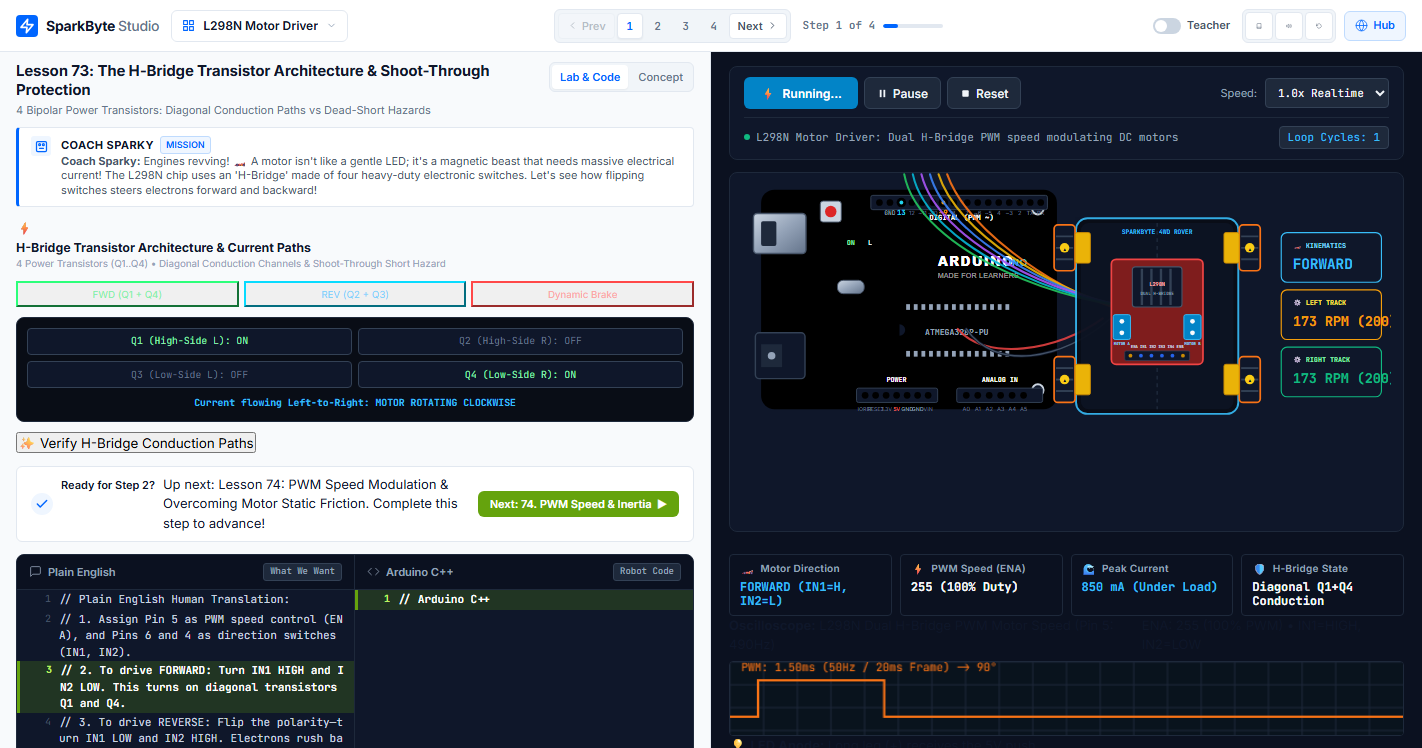 SparkByte Studio
L298N Motor Driver
Prev 1 2 3 4 Next
Step 1 of 4
Teacher
Hub
Lesson 73: The H-Bridge Transistor Architecture & Shoot-Through
Protection
Lab & Code Concept
4 Bipolar Power Transistors: Diagonal Conduction Paths vs Dead-Short Hazards
COACH SPARKY MISSION
Coach Sparky: Engines revving! 🏎️ A motor isn't like a gentle LED; it's a magnetic beast that needs massive electrical
current! The L298N chip uses an 'H-Bridge' made of four heavy-duty electronic switches. Let's see how flipping
switches steers electrons forward and backward!
H-Bridge Transistor Architecture & Current Paths
4 Power Transistors (Q1..Q4) • Diagonal Conduction Channels & Shoot-Through Short Hazard
FWD (Q1 + Q4) REV (Q2 + Q3) Dynamic Brake
Q1 (High-Side L): ON Q2 (High-Side R): OFF
Q3 (Low-Side L): OFF Q4 (Low-Side R): ON
Current flowing Left-to-Right: MOTOR ROTATING CLOCKWISE
✨ Verify H-Bridge Conduction Paths
Ready for Step 2? Up next: Lesson 74: PWM Speed Modulation &
Overcoming Motor Static Friction. Complete this
step to advance!
Next: 74. PWM Speed & Inertia ▶
Plain English What We Want
1 // Plain English Human Translation:
2 // 1. Assign Pin 5 as PWM speed control (EN
A), and Pins 6 and 4 as direction switches
(IN1, IN2).
3 // 2. To drive FORWARD: Turn IN1 HIGH and I
N2 LOW. This turns on diagonal transistors
Q1 and Q4.
4 // 3. To drive REVERSE: Flip the polarity—t
urn IN1 LOW and IN2 HIGH. Electrons rush ba
Arduino C++ Robot Code
1 // Arduino C++
Running... Pause Reset
Speed: 1.0x Realtime
L298N Motor Driver: Dual H-Bridge PWM speed modulating DC motors
Loop Cycles: 1
GND 13
DIGITAL (PWM ~)
ON L
ARDUINO
MADE FOR LEARNERS
ATMEGA328P-PU
POWER ANALOG IN
5V GND GND VIN
A0 A1 A2 A3 A4 A5
SPARKBYTE 4WD ROVER
L298N
DUAL H-BRIDGE
MOTOR A MOTOR B
ENA IN1 IN2 IN3 IN4 ENB
KINEMATICS
FORWARD
LEFT TRACK
173 RPM (200
RIGHT TRACK
173 RPM (200
Motor Direction
FORWARD (IN1=H,
IN2=L)
PWM Speed (ENA)
255 (100% Duty)
Peak Current
850 mA (Under Load)
H-Bridge State
Diagonal Q1+Q4
Conduction
PWM: 1.50ms (50Hz / 20ms Frame) → 90°